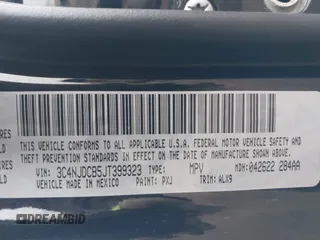 THIS VEHICLE CONFORMS TO ALL APPLICABLE U.S.A. FEDERAL MOTOR VEHICLE SAFETY AND
THEFT PREVENTION STANDARDS IN EFFECT ON THE DATE OF MANUFACTURE SHOWN ABOVE.
VIN: 3C4NJDCB5JT399323 TYPE: MPV MDH: 042622 284AA
VEHICLE MADE IN MEXICO PAINT: PXJ TRIM: ALX9
DREAMBID